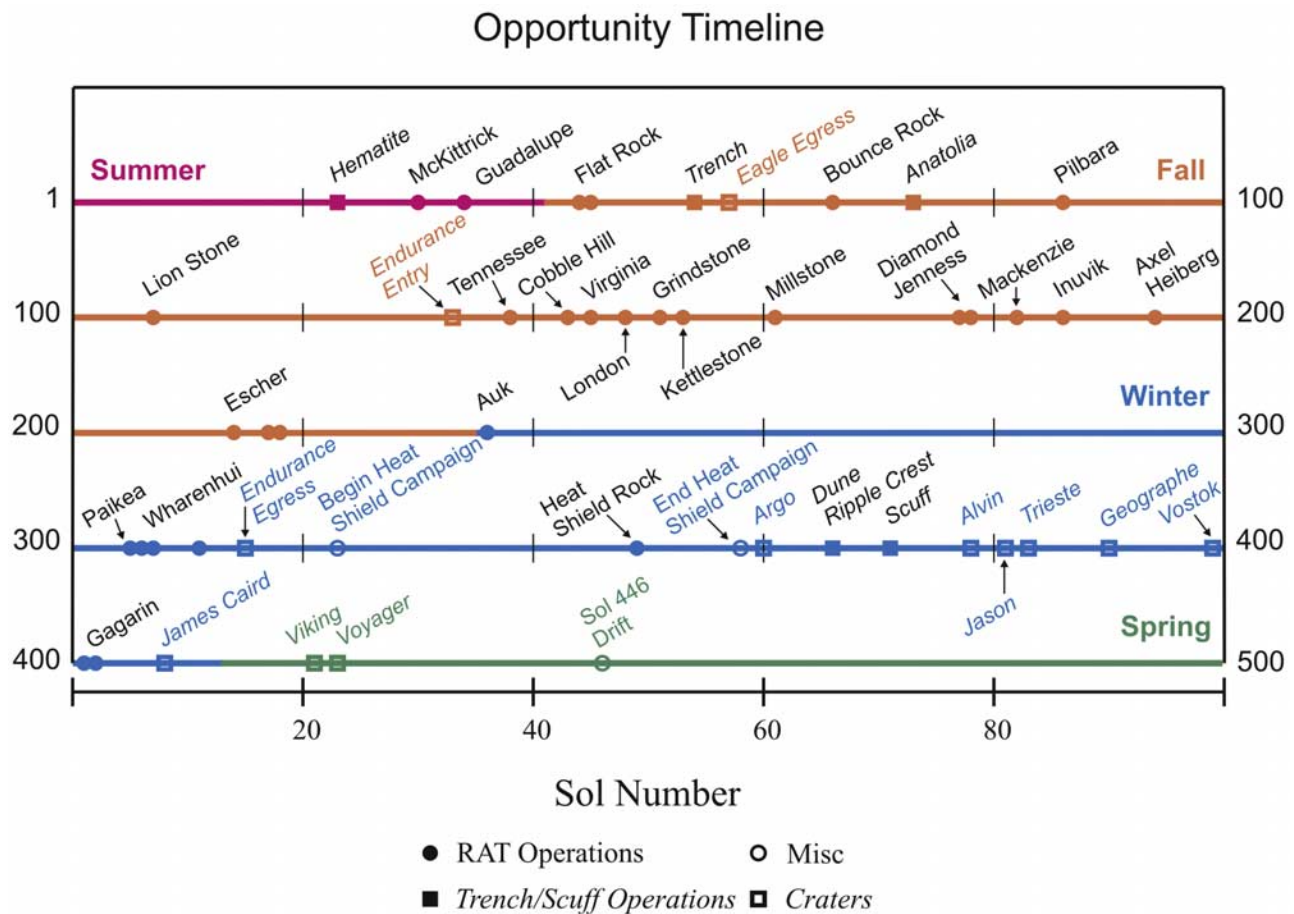 Opportunity Timeline
Summer
Hematite
McKittrick
Guadalupe
Flat Rock
Trench
Eagle Egress
Bounce Rock
Anatolia
Pilbara
Fall
1
100
Lion Stone
Endurance
Entry
Tennessee
Cobble Hill
Virginia
Grindstone
Millstone
Diamond
Jenness
Mackenzie
Inuvik
Axel
Heiberg
100
200
London
Kettlestone
Escher
Auk
Winter
200
300
Paikea
Wharenhui
Endurance
Egress
Begin Heat
Shield Campaign
Heat
Shield Rock
End Heat
Shield Campaign
Argo
Dune
Ripple Crest
Scuff
Alvin
Trieste
Geographe
Vostok
300
400
Jason
Gagarin
James Caird
Viking
Voyager
Sol 446
Drift
Spring
400
500
20
40
60
80
Sol Number
RAT Operations
Misc
Trench/Scuff Operations
Craters